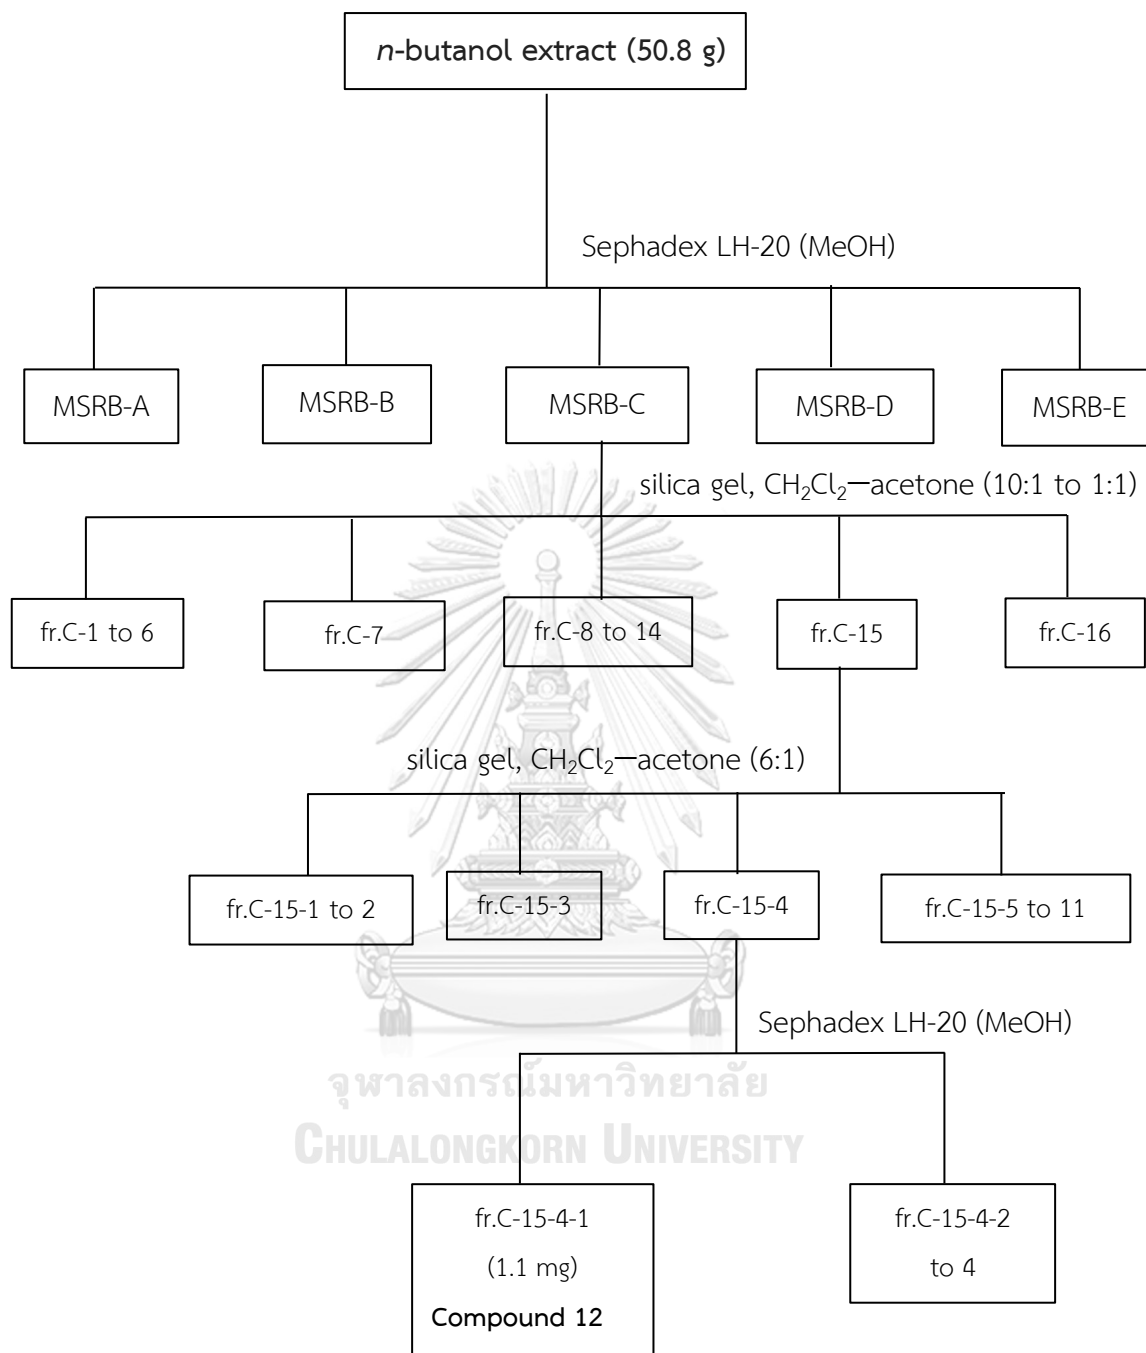 n-butanol extract (50.8 g)
Sephadex LH-20 (MeOH)
MSRB-A
MSRB-B
MSRB-C
MSRB-D
MSRB-E
silica gel, CH₂Cl₂—acetone (10:1 to 1:1)
fr.C-1 to 6
fr.C-7
fr.C-8 to 14
fr.C-15
fr.C-16
silica gel, CH₂Cl₂—acetone (6:1)
fr.C-15-1 to 2
fr.C-15-3
fr.C-15-4
fr.C-15-5 to 11
Sephadex LH-20 (MeOH)
จุฬาลงกรณ์มหาวิทยาลัย
CHULALONGKORN UNIVERSITY
fr.C-15-4-1
(1.1 mg)
Compound 12
fr.C-15-4-2
to 4